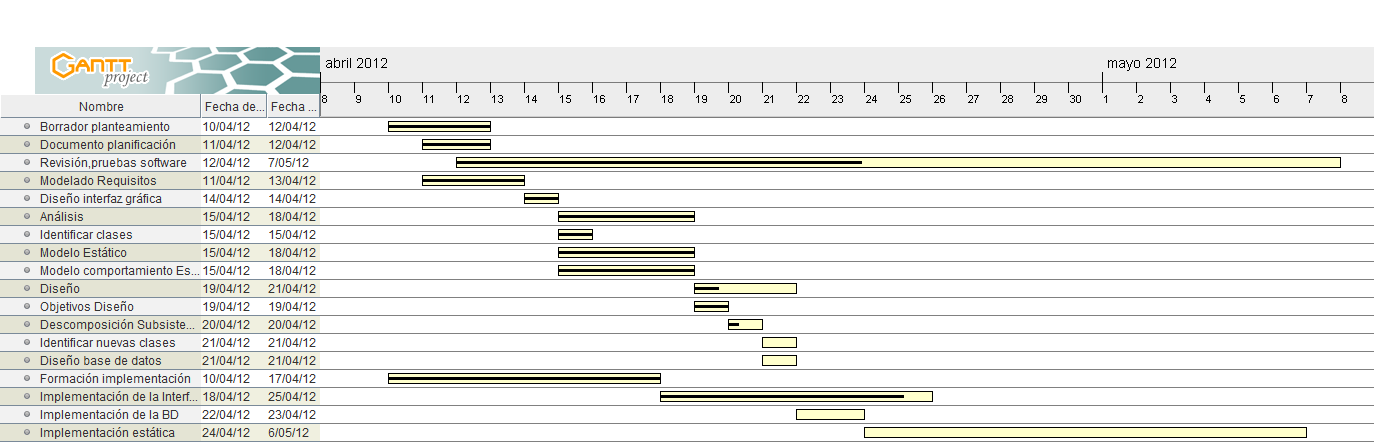 GANTT project
abril 2012 mayo 2012
Nombre Fecha de... Fecha ...
8 9 10 11 12 13 14 15 16 17 18 19 20 21 22 23 24 25 26 27 28 29 30 1 2 3 4 5 6 7 8
Borrador planteamiento 10/04/12 12/04/12
Documento planificación 11/04/12 12/04/12
Revisión,pruebas software 12/04/12 7/05/12
Modelado Requisitos 11/04/12 13/04/12
Diseño interfaz gráfica 14/04/12 14/04/12
Análisis 15/04/12 18/04/12
Identificar clases 15/04/12 15/04/12
Modelo Estático 15/04/12 18/04/12
Modelo comportamiento Es... 15/04/12 18/04/12
Diseño 19/04/12 21/04/12
Objetivos Diseño 19/04/12 19/04/12
Descomposición Subsiste... 20/04/12 20/04/12
Identificar nuevas clases 21/04/12 21/04/12
Diseño base de datos 21/04/12 21/04/12
Formación implementación 10/04/12 17/04/12
Implementación de la Interf... 18/04/12 25/04/12
Implementación de la BD 22/04/12 23/04/12
Implementación estática 24/04/12 6/05/12